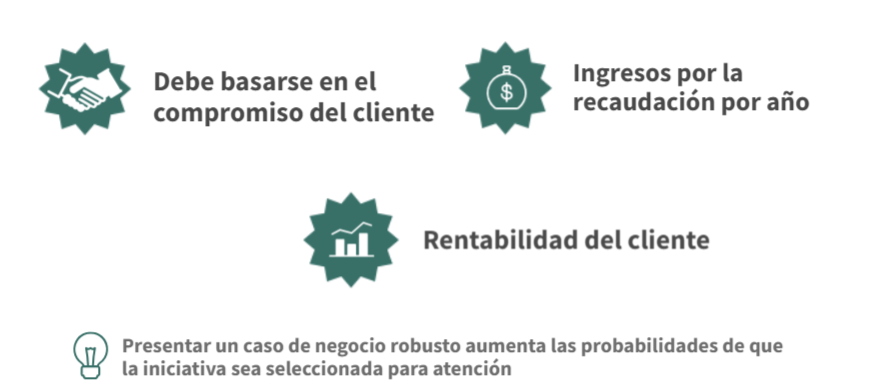 Debe basarse en el
compromiso del cliente
Ingresos por la
recaudación por año
$
Rentabilidad del cliente
Presentar un caso de negocio robusto aumenta las probabilidades de que
la iniciativa sea seleccionada para atención